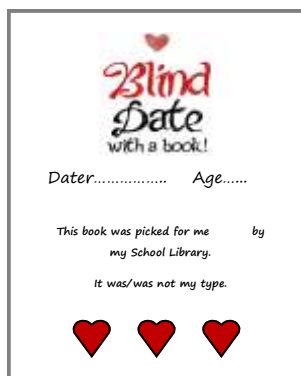 Blind
Date
with a book!
Dater…………….. Age…...
This book was picked for me by
my School Library.
It was/was not my type.